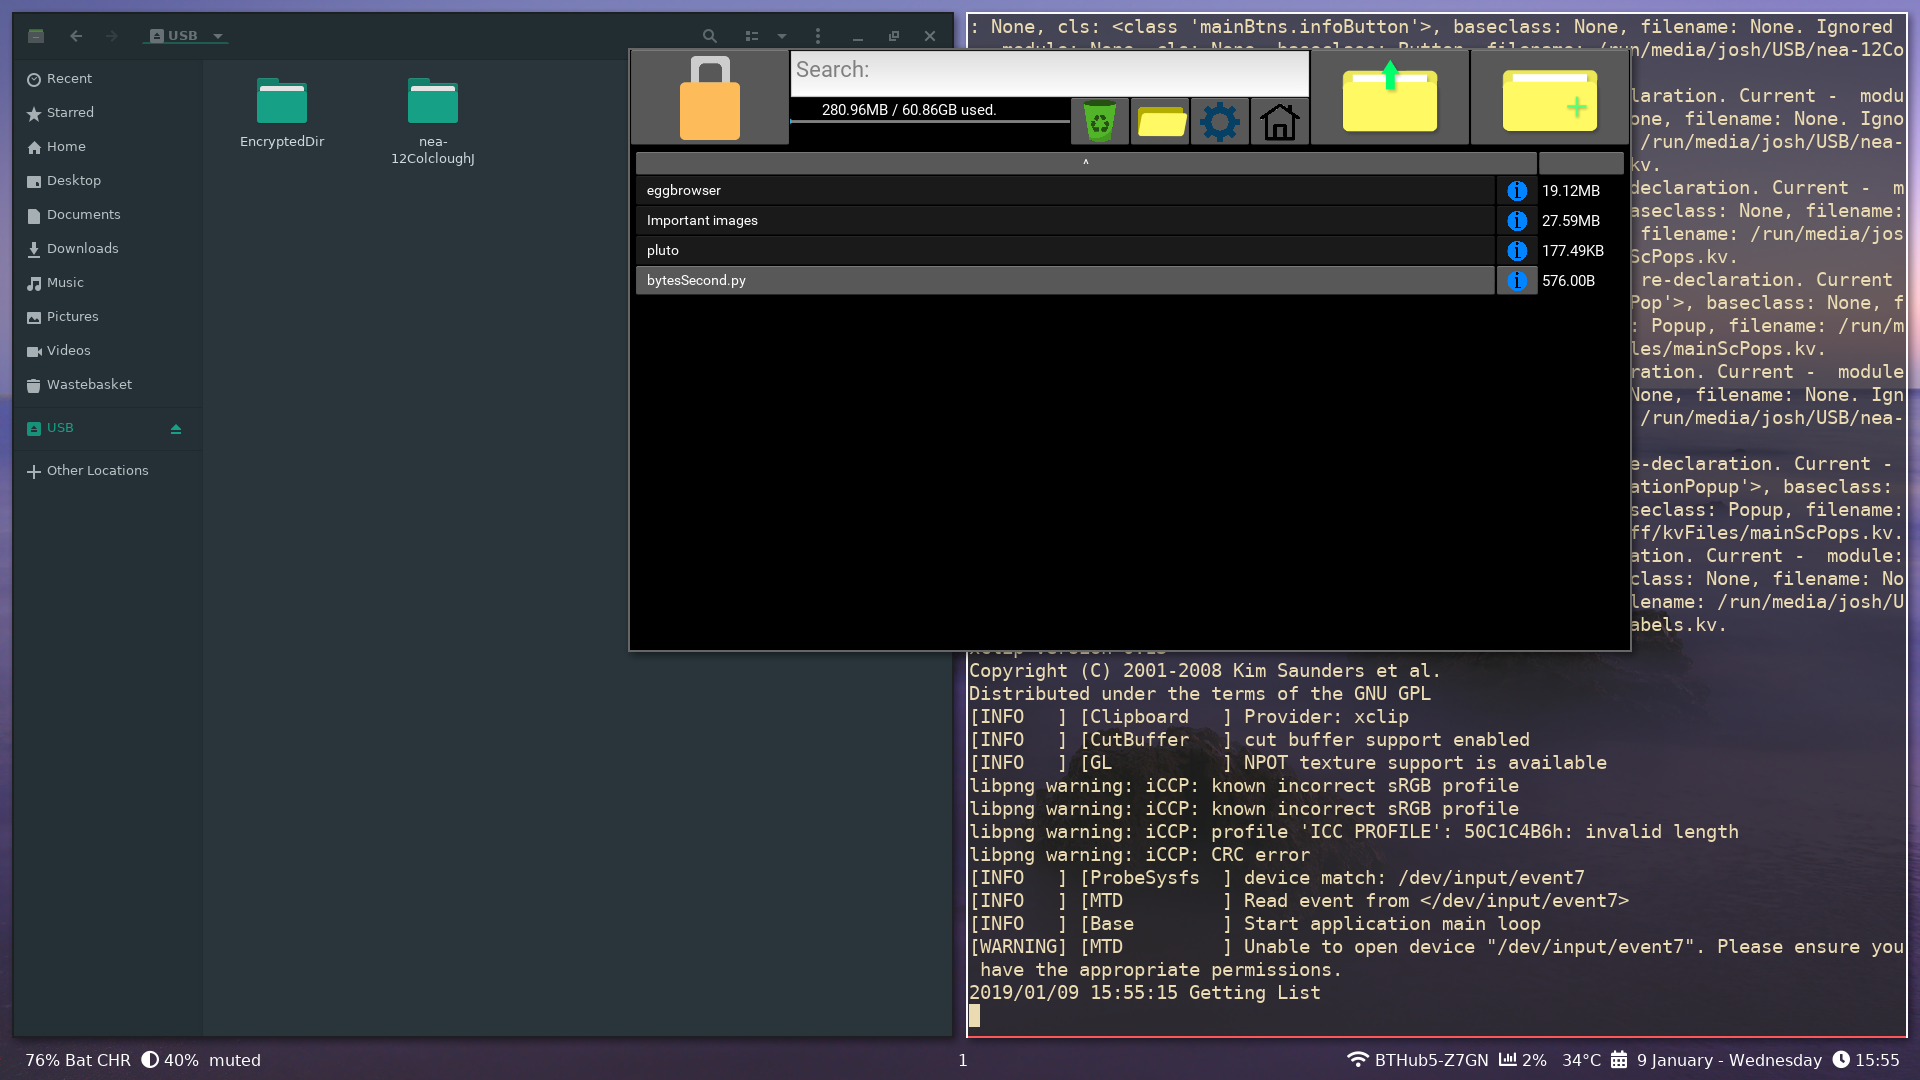 USB
Recent
Starred
Home
Desktop
Documents
Downloads
Music
Pictures
Videos
Wastebasket
USB
Other Locations
EncryptedDir
nea-
12ColcloughJ
Search:
280.96MB / 60.86GB used.
^
eggbrowser
19.12MB
Important images
27.59MB
pluto
177.49KB
bytesSecond.py
576.00B
: None, cls: <class 'mainBtns.infoButton'>, baseclass: None, filename: None. Ignored
/run/media/josh/USB/nea-12Co
laration. Current -  modu
one, filename: None. Igno
/run/media/josh/USB/nea-
kv.
declaration. Current -  m
aseclass: None, filename:
filename: /run/media/jos
ScPops.kv.
re-declaration. Current
Pop'>, baseclass: None, f
: Popup, filename: /run/m
les/mainScPops.kv.
ration. Current -  module
None, filename: None. Ign
/run/media/josh/USB/nea-
e-declaration. Current -
ationPopup'>, baseclass:
seclass: Popup, filename:
ff/kvFiles/mainScPops.kv.
ation. Current -  module:
class: None, filename: No
lename: /run/media/josh/U
abels.kv.
Copyright (C) 2001-2008 Kim Saunders et al.
Distributed under the terms of the GNU GPL
[INFO   ] [Clipboard   ] Provider: xclip
[INFO   ] [CutBuffer   ] cut buffer support enabled
[INFO   ] [GL          ] NPOT texture support is available
libpng warning: iCCP: known incorrect sRGB profile
libpng warning: iCCP: known incorrect sRGB profile
libpng warning: iCCP: profile 'ICC PROFILE': 50C1C4B6h: invalid length
libpng warning: iCCP: CRC error
[INFO   ] [ProbeSysfs  ] device match: /dev/input/event7
[INFO   ] [MTD         ] Read event from </dev/input/event7>
[INFO   ] [Base        ] Start application main loop
[WARNING] [MTD         ] Unable to open device "/dev/input/event7". Please ensure you
have the appropriate permissions.
2019/01/09 15:55:15 Getting List
76% Bat CHR 40% muted
1
BTHub5-Z7GN 2% 34°C 9 January - Wednesday 15:55